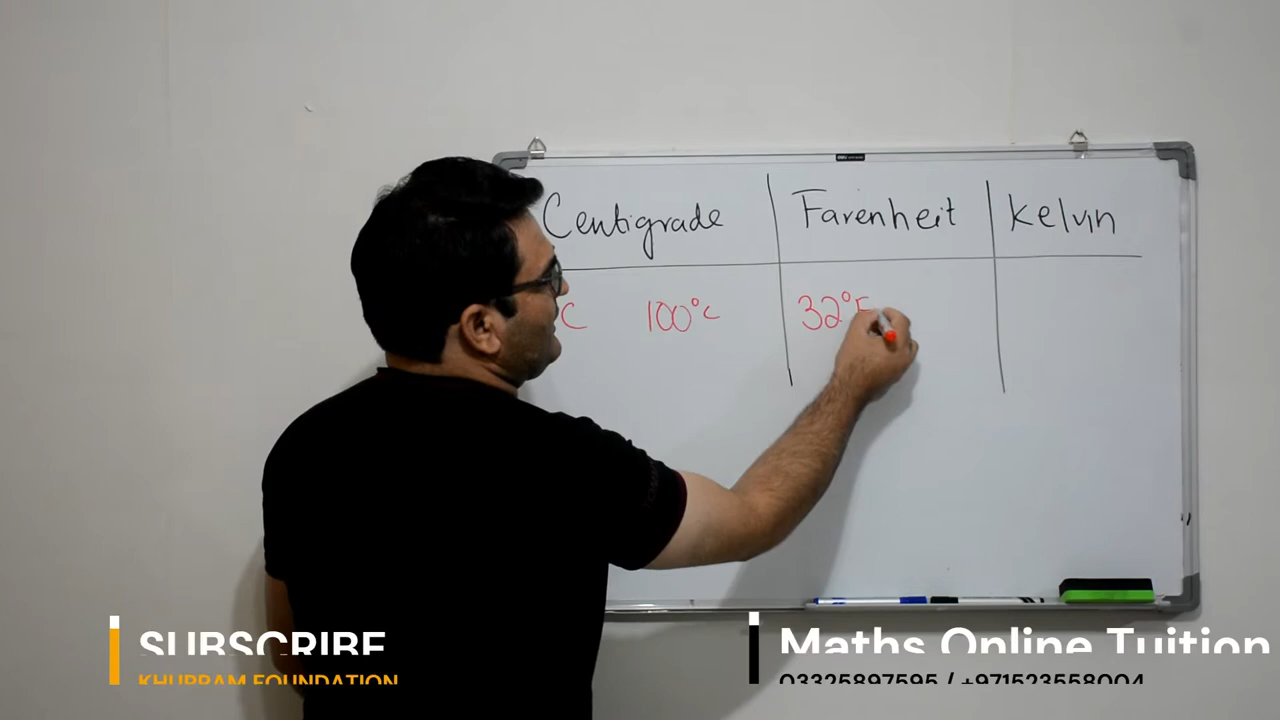 Centigrade Farenheit Kelvin
C 100°C 32°F
SUBSCRIBE Maths Online Tuition
KHURRAM FOUNDATION 03325897595 / +971523558004